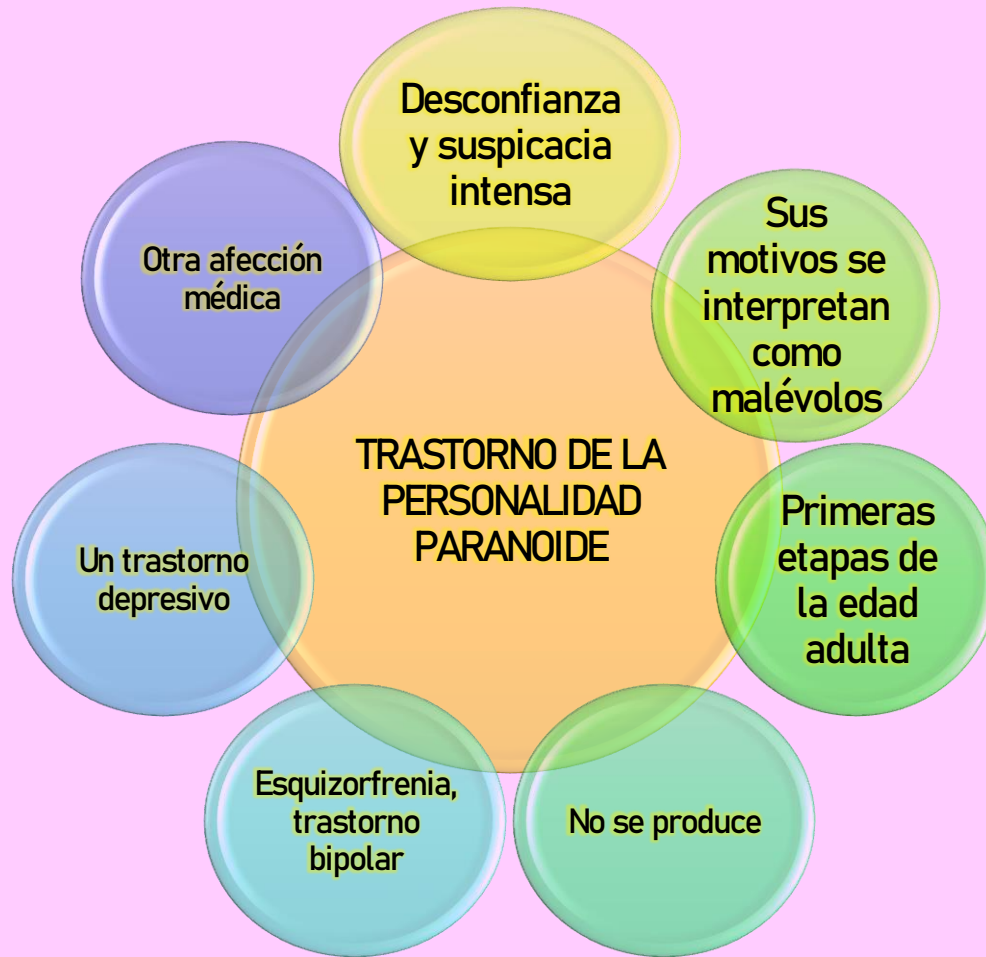 Desconfianza
y suspicacia
intensa
Sus
motivos se
interpretan
como
malévolos
Primeras
etapas de
la edad
adulta
No se produce
Esquizorfrenia,
trastorno
bipolar
Un trastorno
depresivo
Otra afección
médica
TRASTORNO DE LA
PERSONALIDAD
PARANOIDE